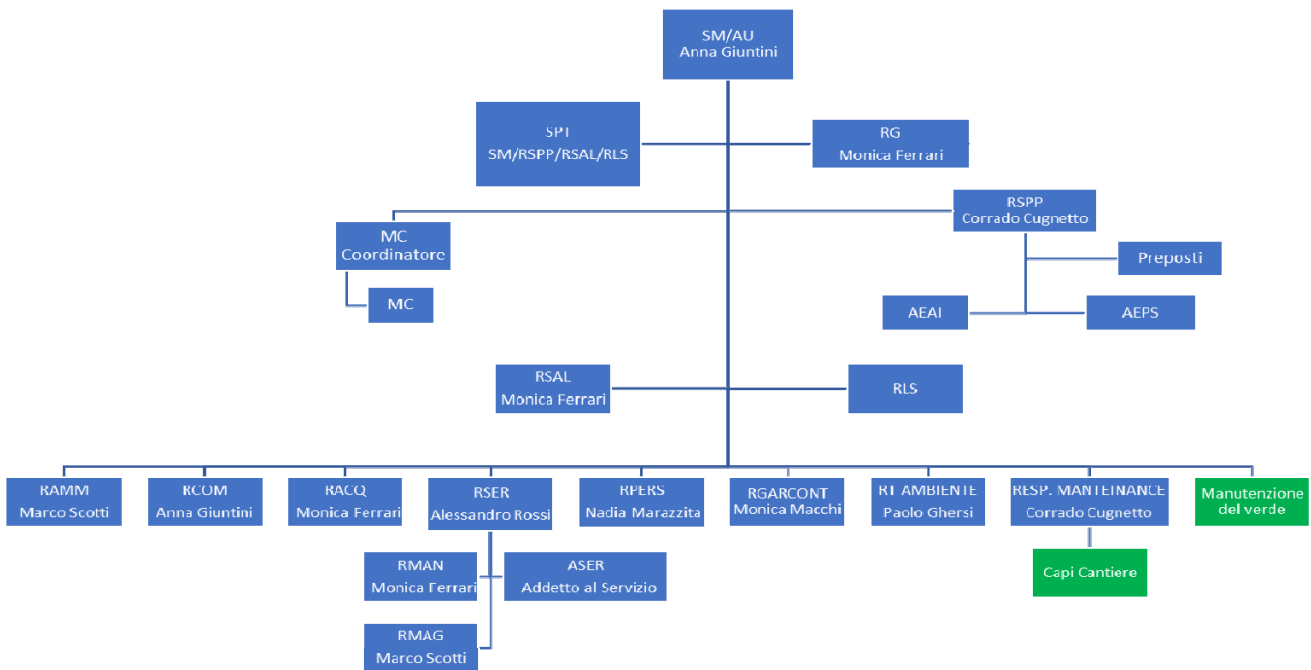 SM/AU
Anna Giuntini
SPT
SM/RSPP/RSAL/RLS
RG
Monica Ferrari
RSPP
Corrado Cugnetto
MC
Coordinatore
Preposti
MC
AEAI
AEPS
RSAL
Monica Ferrari
RLS
RAMM
Marco Scotti
RCOM
Anna Giuntini
RACQ
Monica Ferrari
RSER
Alessandro Rossi
RPERS
Nadia Marazzita
RGARCONT
Monica Macchi
RT AMBIENTE
Paolo Ghersi
RESP. MANTEINANCE
Corrado Cugnetto
Manutenzione
del verde
RMAN
Monica Ferrari
ASER
Addetto al Servizio
Capi Cantiere
RMAG
Marco Scotti